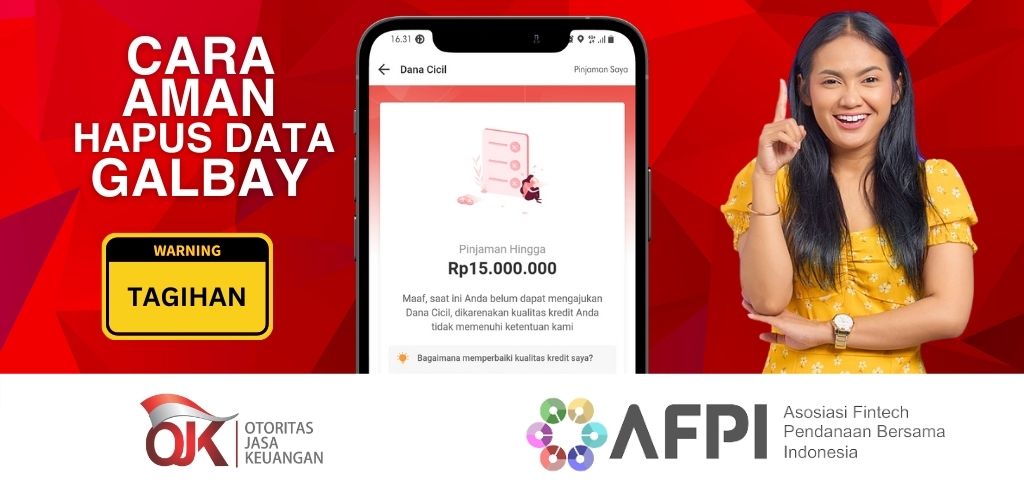 CARA
AMAN
HAPUS DATA
GALBAY
WARNING
TAGIHAN
16.31
Dana Cicil
Pinjaman Saya
Pinjaman Hingga
Rp15.000.000
Maaf, saat ini Anda belum dapat mengajukan
Dana Cicil, dikarenakan kualitas kredit Anda
tidak memenuhi ketentuan kami
Bagaimana memperbaiki kualitas kredit saya?
OJK
OTORITAS
JASA
KEUANGAN
AFPI
Asosiasi Fintech
Pendanaan Bersama
Indonesia